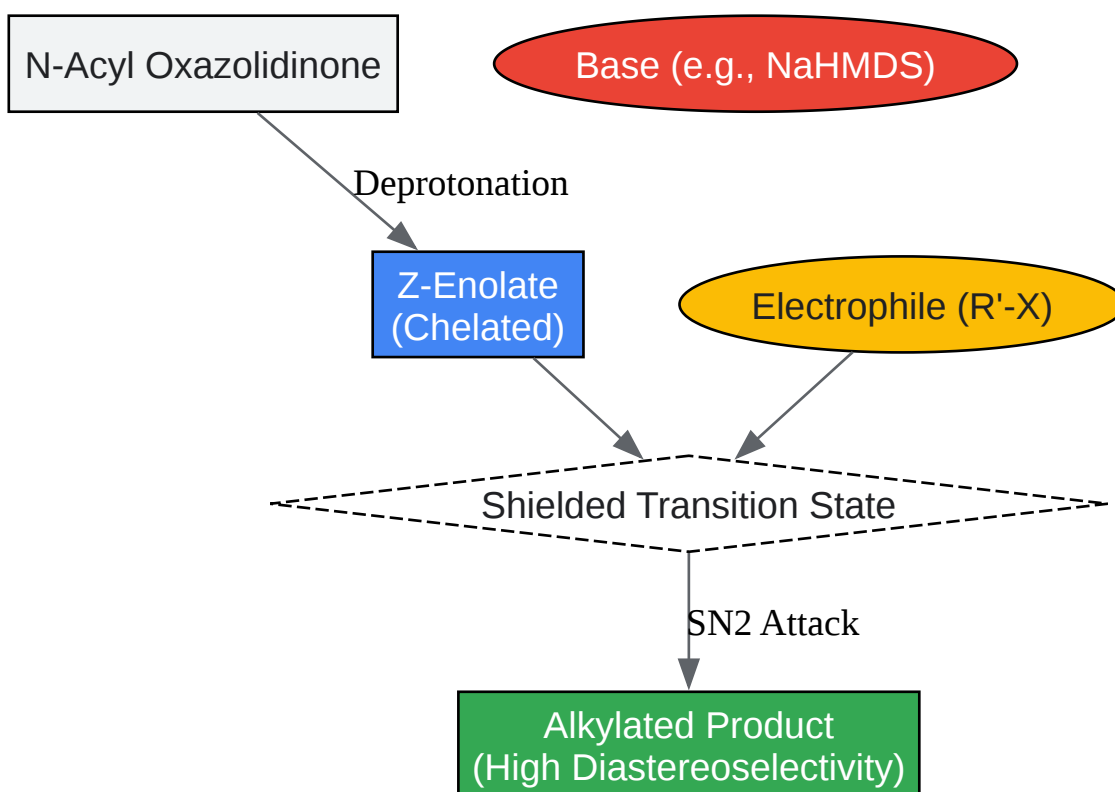 N-Acyl Oxazolidinone
Base (e.g., NaHMDS)
Deprotonation
Z-Enolate
(Chelated)
Electrophile (R'-X)
Shielded Transition State
SN2 Attack
Alkylated Product
(High Diastereoselectivity)